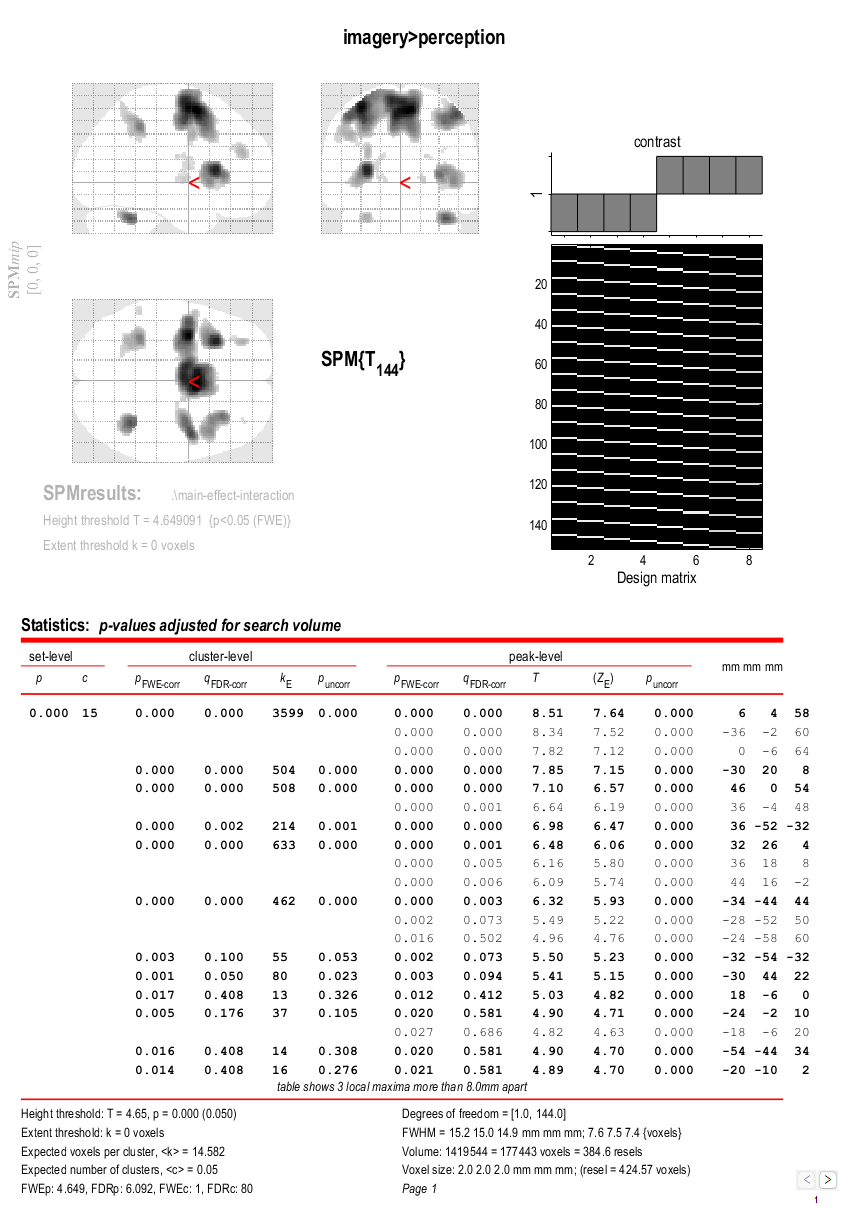 imagery>perception
contrast
1
SPMmip
[0, 0, 0]
<
<
<
SPM{T144}
SPMresults: .\main-effect-interaction
Height threshold T = 4.649091 {p<0.05 (FWE)}
Extent threshold k = 0 voxels
20
40
60
80
100
120
140
2 4 6 8
Design matrix
Statistics: p-values adjusted for search volume
set-level cluster-level peak-level mm mm mm
p c pFWE-corr qFDR-corr kE puncorr pFWE-corr qFDR-corr T (ZE) puncorr
0.000 15 0.000 0.000 3599 0.000 0.000 0.000 8.51 7.64 0.000 6 4 58
0.000 0.000 8.34 7.52 0.000 -36 -2 60
0.000 0.000 7.82 7.12 0.000 0 -6 64
0.000 0.000 504 0.000 0.000 0.000 7.85 7.15 0.000 -30 20 8
0.000 0.000 508 0.000 0.000 0.000 7.10 6.57 0.000 46 0 54
0.000 0.001 6.64 6.19 0.000 36 -4 48
0.000 0.002 214 0.001 0.000 0.000 6.98 6.47 0.000 36 -52 -32
0.000 0.000 633 0.000 0.000 0.001 6.48 6.06 0.000 32 26 4
0.000 0.005 6.16 5.80 0.000 36 18 8
0.000 0.006 6.09 5.74 0.000 44 16 -2
0.000 0.000 462 0.000 0.000 0.003 6.32 5.93 0.000 -34 -44 44
0.002 0.073 5.49 5.22 0.000 -28 -52 50
0.016 0.502 4.96 4.76 0.000 -24 -58 60
0.003 0.100 55 0.053 0.002 0.073 5.50 5.23 0.000 -32 -54 -32
0.001 0.050 80 0.023 0.003 0.094 5.41 5.15 0.000 -30 44 22
0.017 0.408 13 0.326 0.012 0.412 5.03 4.82 0.000 18 -6 0
0.005 0.176 37 0.105 0.020 0.581 4.90 4.71 0.000 -24 -2 10
0.027 0.686 4.82 4.63 0.000 -18 -6 20
0.016 0.408 14 0.308 0.020 0.581 4.90 4.70 0.000 -54 -44 34
0.014 0.408 16 0.276 0.021 0.581 4.89 4.70 0.000 -20 -10 2
table shows 3 local maxima more than 8.0mm apart
Height threshold: T = 4.65, p = 0.000 (0.050)
Extent threshold: k = 0 voxels
Expected voxels per cluster, <k> = 14.582
Expected number of clusters, <c> = 0.05
FWEp: 4.649, FDRp: 6.092, FWEc: 1, FDRc: 80
Degrees of freedom = [1.0, 144.0]
FWHM = 15.2 15.0 14.9 mm mm mm; 7.6 7.5 7.4 {voxels}
Volume: 1419544 = 177443 voxels = 384.6 resels
Voxel size: 2.0 2.0 2.0 mm mm mm; (resel = 424.57 voxels)
Page 1
< >
1